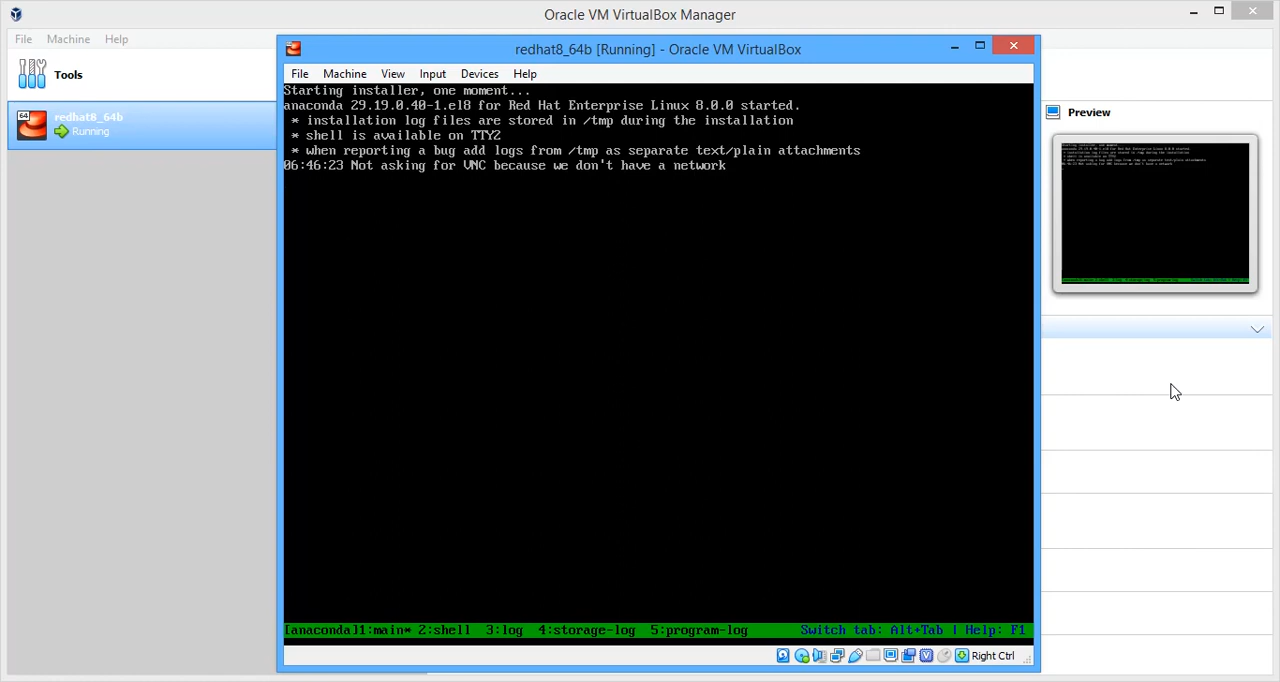 Oracle VM VirtualBox Manager
File Machine Help
Tools
64
redhat8_64b
Running
redhat8_64b [Running] - Oracle VM VirtualBox
File Machine View Input Devices Help
Starting installer, one moment...
anaconda 29.19.0.40-1.el8 for Red Hat Enterprise Linux 8.0.0 started.
* installation log files are stored in /tmp during the installation
* shell is available on TTY2
* when reporting a bug add logs from /tmp as separate text/plain attachments
06:46:23 Not asking for VNC because we don't have a network
[anaconda]1:main* 2:shell 3:log 4:storage-log 5:program-log Switch tab: Alt+Tab | Help: F1
Right Ctrl
Preview